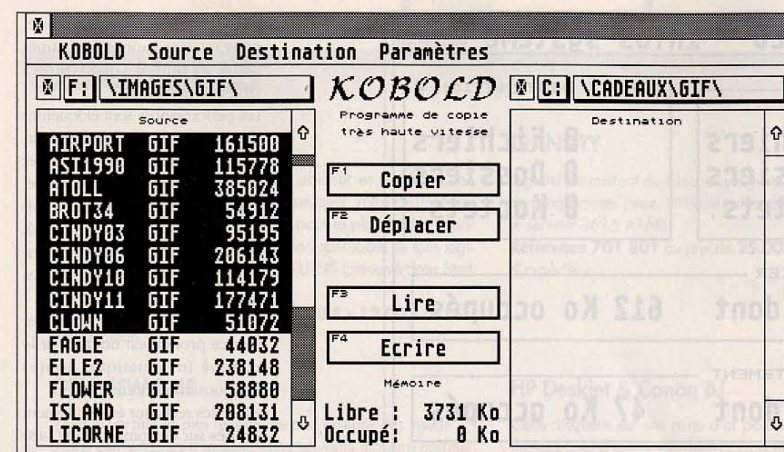 KOBOLD Source Destination Paramètres
F: \IMAGES\GIF\
KOBOLD
C: \CADEAUX\GIF\
Source
Programme de copie
très haute vitesse
Destination
AIRPORT GIF 161500
ASI1990 GIF 115778
ATOLL GIF 385024
BROT34 GIF 54912
CINDY03 GIF 95195
CINDY06 GIF 206143
CINDY10 GIF 114179
CINDY11 GIF 177471
CLOWN GIF 51072
EAGLE GIF 44032
ELLE2 GIF 238148
FLOWER GIF 58880
ISLAND GIF 208131
LICORNE GIF 24832
F1 Copier
F2 Déplacer
F3 Lire
F4 Ecrire
Mémoire
Libre : 3731 Ko
Occupé: 0 Ko